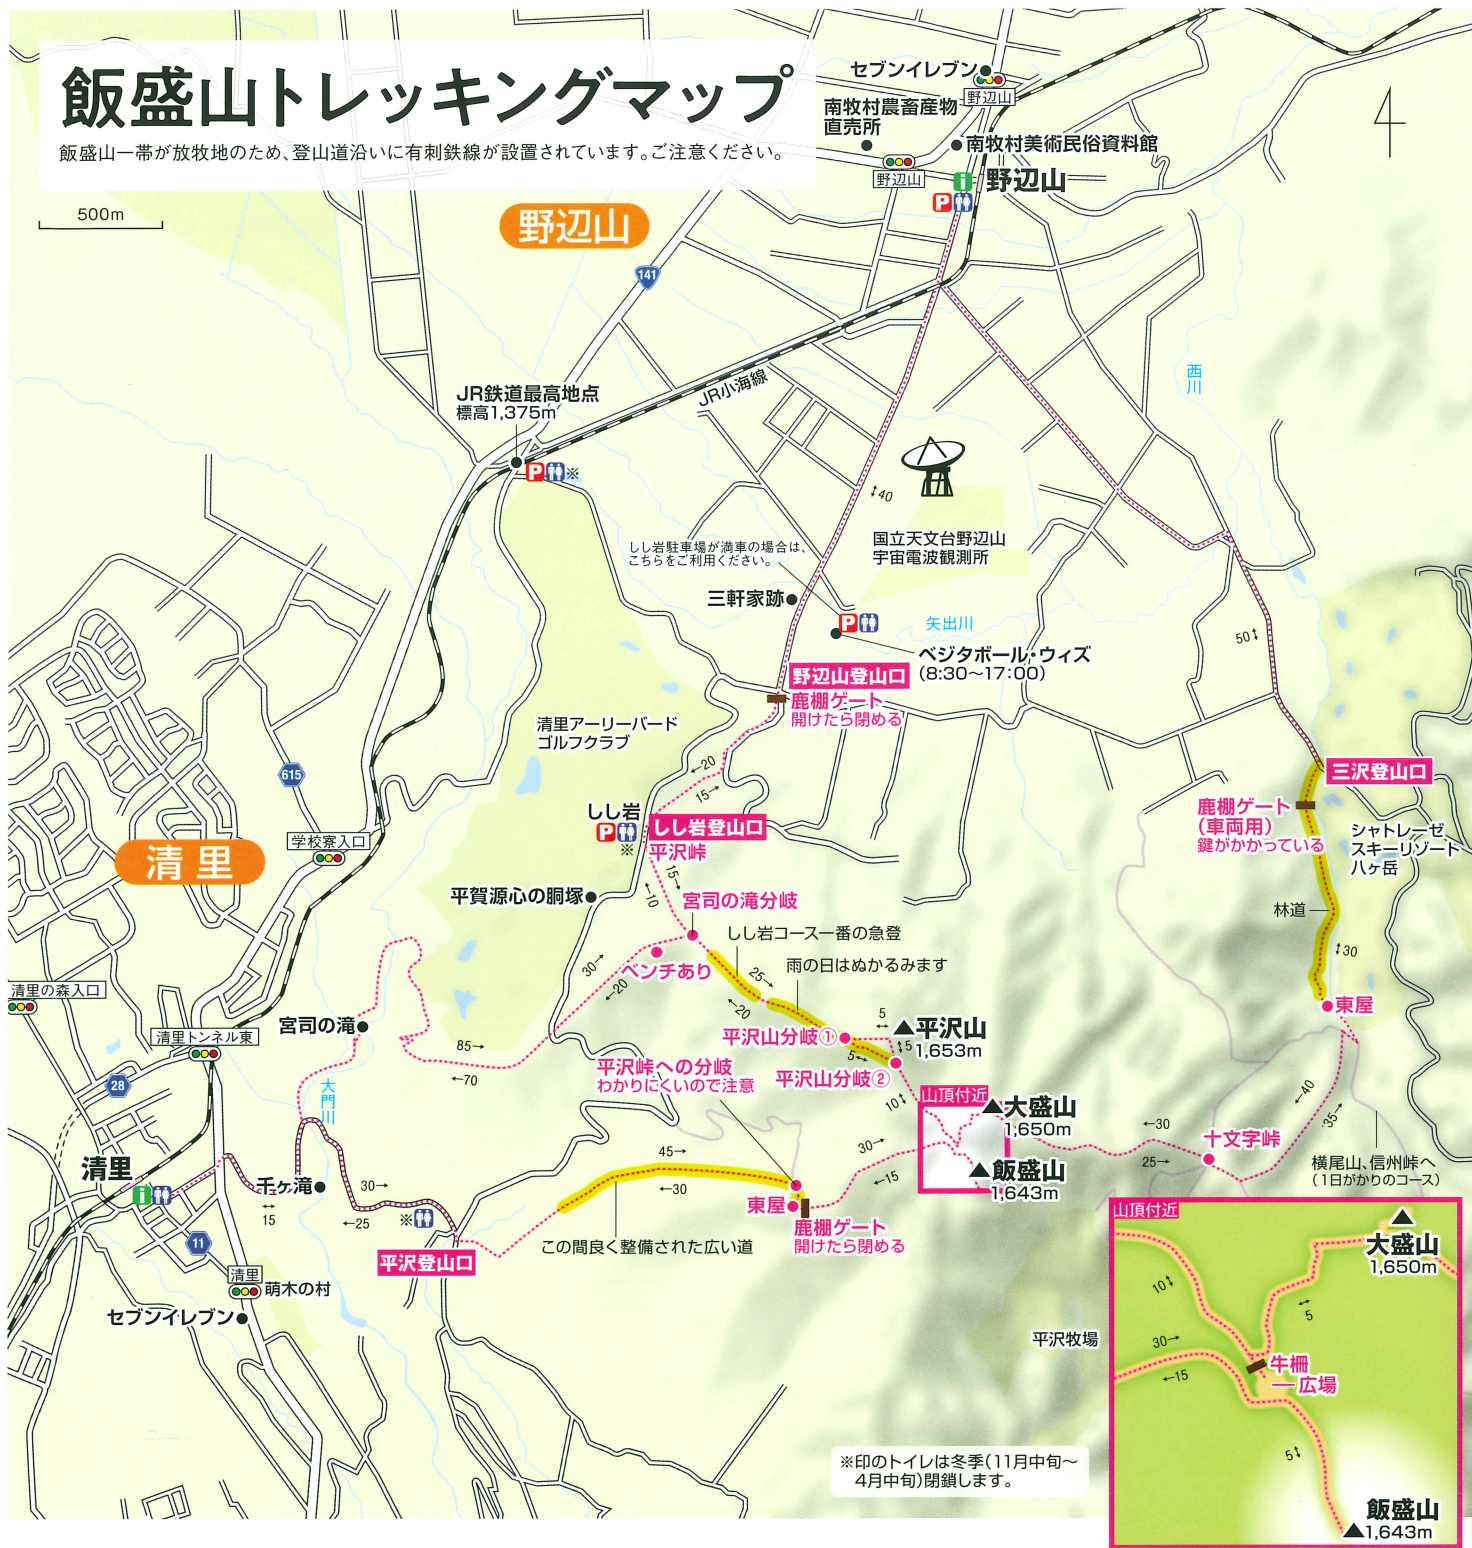 飯盛山トレッキングマップ
飯盛山一帯が放牧地のため、登山道沿いに有刺鉄線が設置されています。ご注意ください。
500m
セブンイレブン
野辺山
南牧村農畜産物
直売所
南牧村美術民俗資料館
野辺山
i
野辺山
P
野辺山
141
西川
JR鉄道最高地点
標高1,375m
JR小海線
P
※
↕40
国立天文台野辺山
宇宙電波観測所
しし岩駐車場が満車の場合は、
こちらをご利用ください。
三軒家跡
P
矢出川
ベジタボール・ウィズ
(8:30〜17:00)
50↕
野辺山登山口
鹿棚ゲート
開けたら閉める
清里アーリーバード
ゴルフクラブ
←20
15→
615
三沢登山口
鹿棚ゲート
(車両用)
鍵がかかっている
シャトレーゼ
スキーリゾート
八ヶ岳
しし岩
P
※
しし岩登山口
平沢峠
学校寮入口
清里
15→
←10
平賀源心の胴塚
宮司の滝分岐
林道
しし岩コース一番の急登
↕30
ベンチあり
30→
←20
25→
←20
雨の日はぬかるみます
清里の森入口
宮司の滝
清里トンネル東
東屋
5
↔
平沢山
1,653m
平沢山分岐①
↕5
5↔
平沢山分岐②
85→
←70
平沢峠への分岐
わかりにくいので注意
28
大門川
10↕
山頂付近
大盛山
1,650m
←40
35→
←30
25→
十文字峠
30→
←15
飯盛山
1,643m
横尾山、信州峠へ
(1日がかりのコース)
清里
i
千ヶ滝
↔
15
30→
←25
※
45→
←30
東屋
鹿棚ゲート
開けたら閉める
この間良く整備された広い道
平沢登山口
11
清里
萌木の村
セブンイレブン
平沢牧場
山頂付近
大盛山
1,650m
10↕
↔
5
30→
←15
牛柵
広場
5↕
飯盛山
1,643m
※印のトイレは冬季(11月中旬〜
4月中旬)閉鎖します。